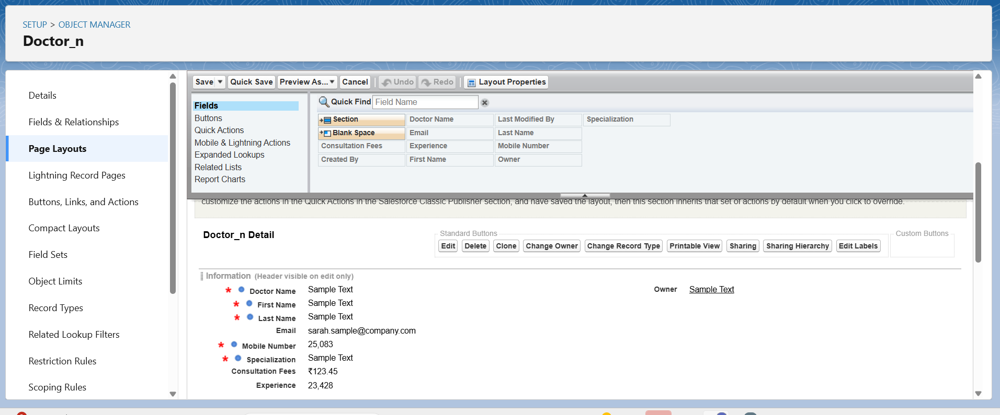 SETUP > OBJECT MANAGER
Doctor_n
Details
Fields & Relationships
Page Layouts
Lightning Record Pages
Buttons, Links, and Actions
Compact Layouts
Field Sets
Object Limits
Record Types
Related Lookup Filters
Restriction Rules
Scoping Rules
Save Quick Save Preview As... Cancel Undo Redo Layout Properties
Fields
Buttons
Quick Actions
Mobile & Lightning Actions
Expanded Lookups
Related Lists
Report Charts
Quick Find Field Name
Section Doctor Name Last Modified By Specialization
Blank Space Email Last Name
Consultation Fees Experience Mobile Number
Created By First Name Owner
customize the actions in the Quick Actions in the Salesforce Classic Publisher section, and have saved the layout, then this section inherits that set of actions by default when you click to override.
Doctor_n Detail
Standard Buttons
Edit Delete Clone Change Owner Change Record Type Printable View Sharing Sharing Hierarchy Edit Labels
Custom Buttons
Information (Header visible on edit only)
* Doctor Name Sample Text
Owner Sample Text
* First Name Sample Text
* Last Name Sample Text
Email sarah.sample@company.com
* Mobile Number 25,083
* Specialization Sample Text
Consultation Fees ₹123.45
Experience 23,428